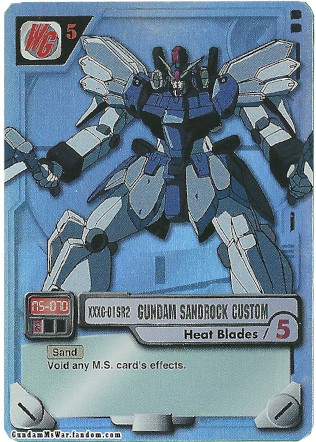 WG 5
MS-070
XXXG-01SR2 GUNDAM SANDROCK CUSTOM
Heat Blades / 5
Sand
Void any M.S. card's effects.
GundamMsWar.fandom.com